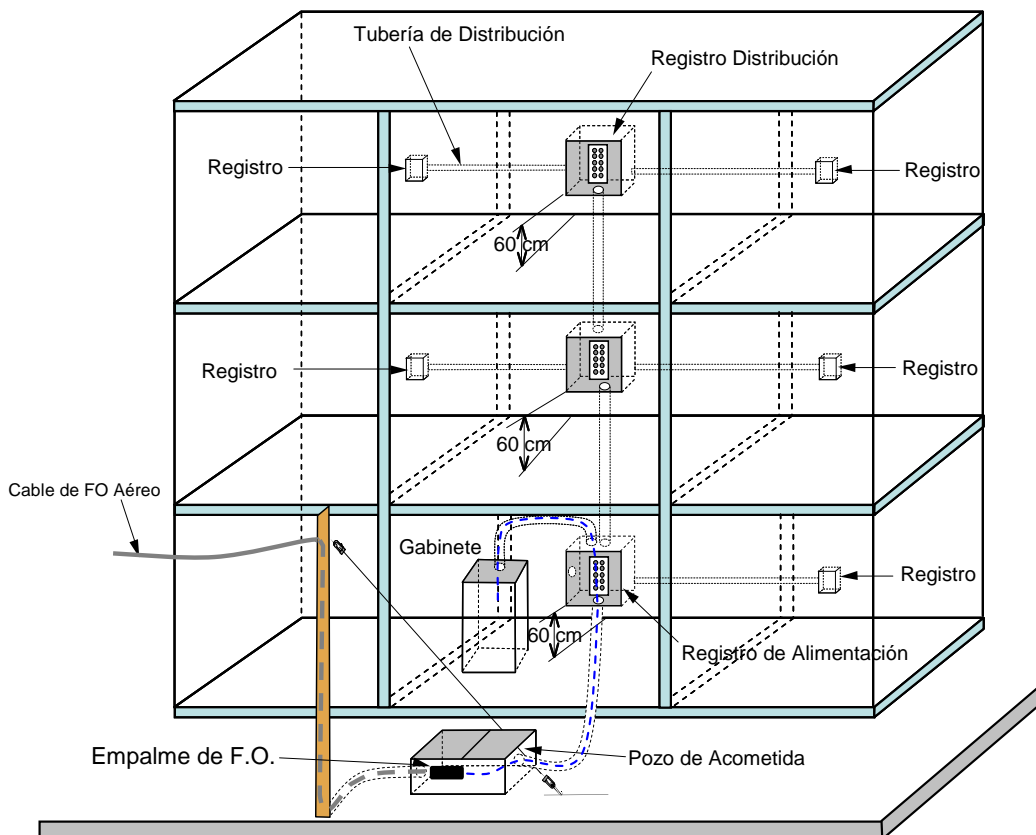 Tubería de Distribución
Registro Distribución
Registro
Registro
60 cm
Registro
Registro
60 cm
Cable de FO Aéreo
Gabinete
Registro
60 cm
Registro de Alimentación
Empalme de F.O.
Pozo de Acometida